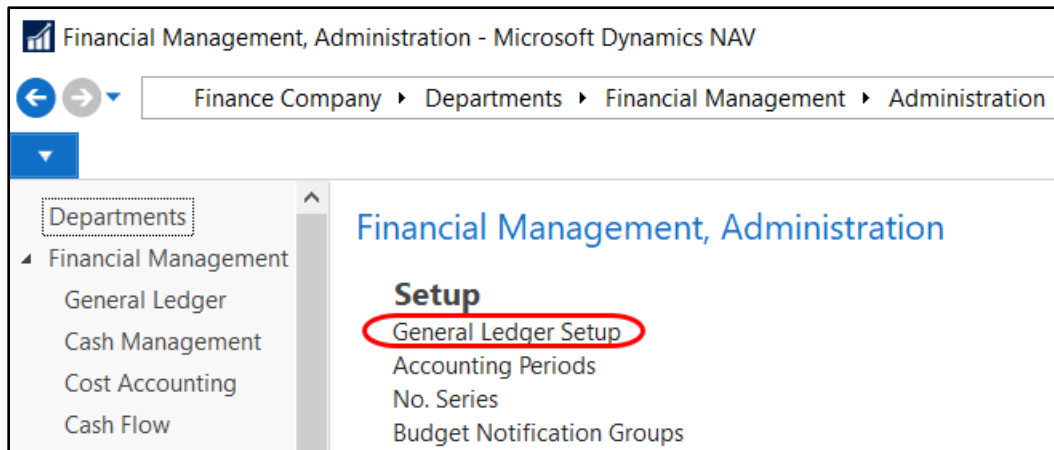 Financial Management, Administration - Microsoft Dynamics NAV
Finance Company ▸ Departments ▸ Financial Management ▸ Administration
Departments
Financial Management
General Ledger
Cash Management
Cost Accounting
Cash Flow
Financial Management, Administration
Setup
General Ledger Setup
Accounting Periods
No. Series
Budget Notification Groups